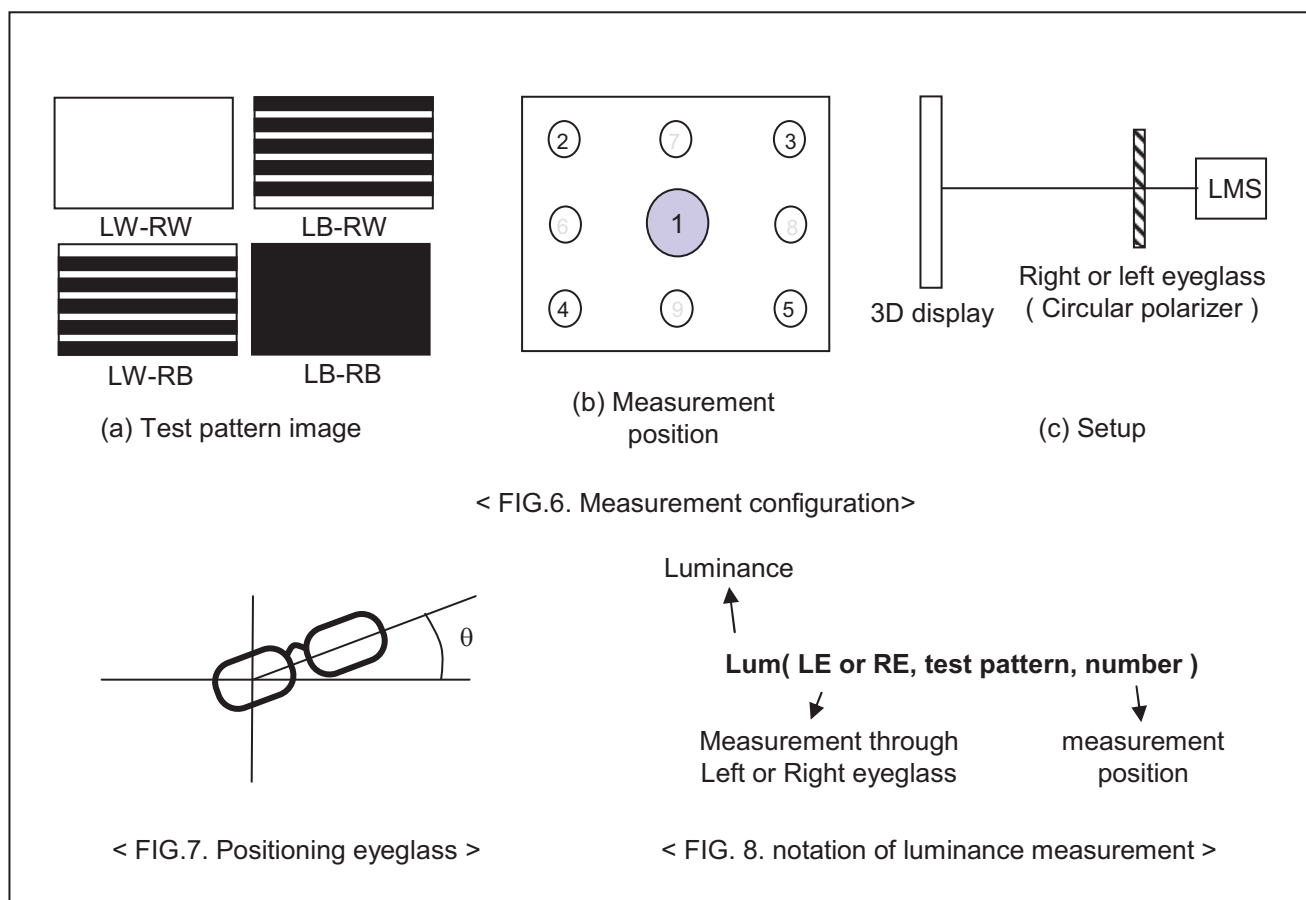 LW-RW
LB-RW
LW-RB
LB-RB
(a) Test pattern image
2
7
3
6
1
8
4
9
5
(b) Measurement
position
LMS
3D display
Right or left eyeglass
( Circular polarizer )
(c) Setup
< FIG.6. Measurement configuration>
θ
< FIG.7. Positioning eyeglass >
Luminance
Lum( LE or RE, test pattern, number )
Measurement through
Left or Right eyeglass
measurement
position
< FIG. 8. notation of luminance measurement >